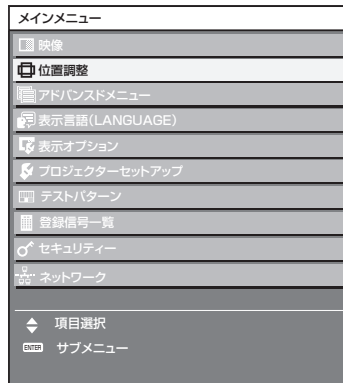 メインメニュー
映像
位置調整
アドバンスドメニュー
表示言語(LANGUAGE)
表示オプション
プロジェクターセットアップ
テストパターン
登録信号一覧
セキュリティー
ネットワーク
項目選択
ENTER サブメニュー